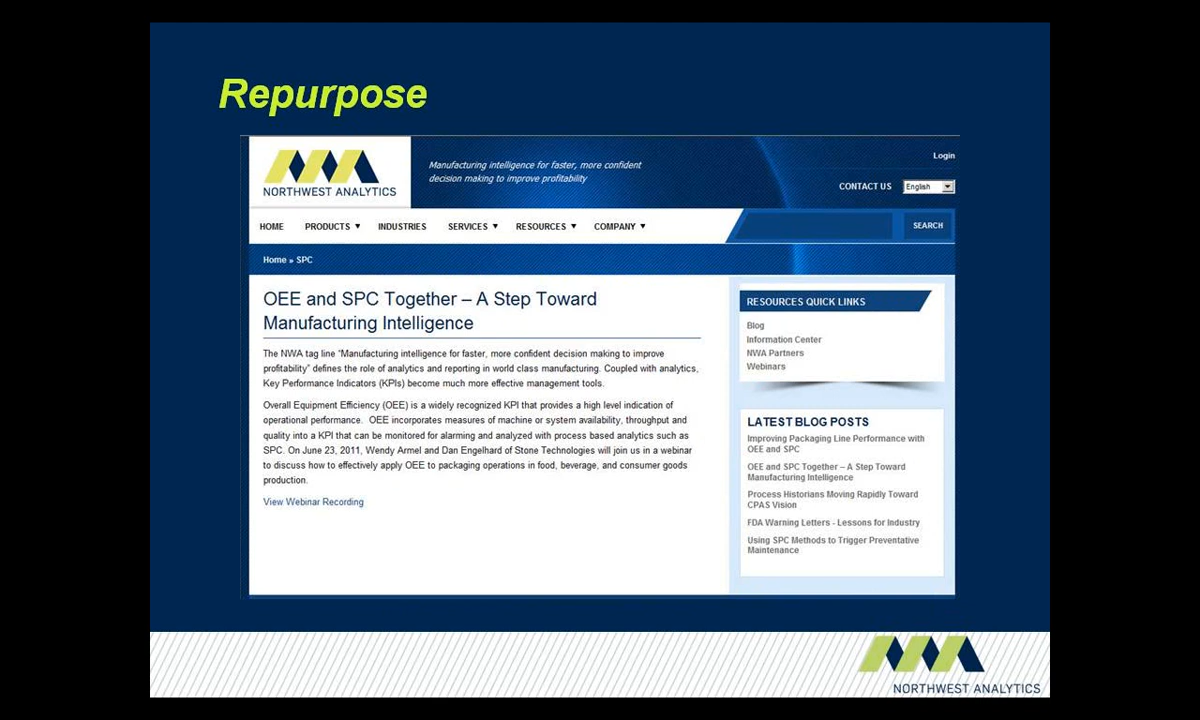 Repurpose
NORTHWEST ANALYTICS
Manufacturing intelligence for faster, more confident
decision making to improve profitability
Login
CONTACT US
English
HOME PRODUCTS INDUSTRIES SERVICES RESOURCES COMPANY
SEARCH
Home » SPC
OEE and SPC Together – A Step Toward
Manufacturing Intelligence
The NWA tag line "Manufacturing intelligence for faster, more confident decision making to improve
profitability" defines the role of analytics and reporting in world class manufacturing. Coupled with analytics,
Key Performance Indicators (KPIs) become much more effective management tools.
Overall Equipment Efficiency (OEE) is a widely recognized KPI that provides a high level indication of
operational performance. OEE incorporates measures of machine or system availability, throughput and
quality into a KPI that can be monitored for alarming and analyzed with process based analytics such as
SPC. On June 23, 2011, Wendy Armel and Dan Engelhard of Stone Technologies will join us in a webinar
to discuss how to effectively apply OEE to packaging operations in food, beverage, and consumer goods
production.
View Webinar Recording
RESOURCES QUICK LINKS
Blog
Information Center
NWA Partners
Webinars
LATEST BLOG POSTS
Improving Packaging Line Performance with
OEE and SPC
OEE and SPC Together – A Step Toward
Manufacturing Intelligence
Process Historians Moving Rapidly Toward
CPAS Vision
FDA Warning Letters - Lessons for Industry
Using SPC Methods to Trigger Preventative
Maintenance
NORTHWEST ANALYTICS